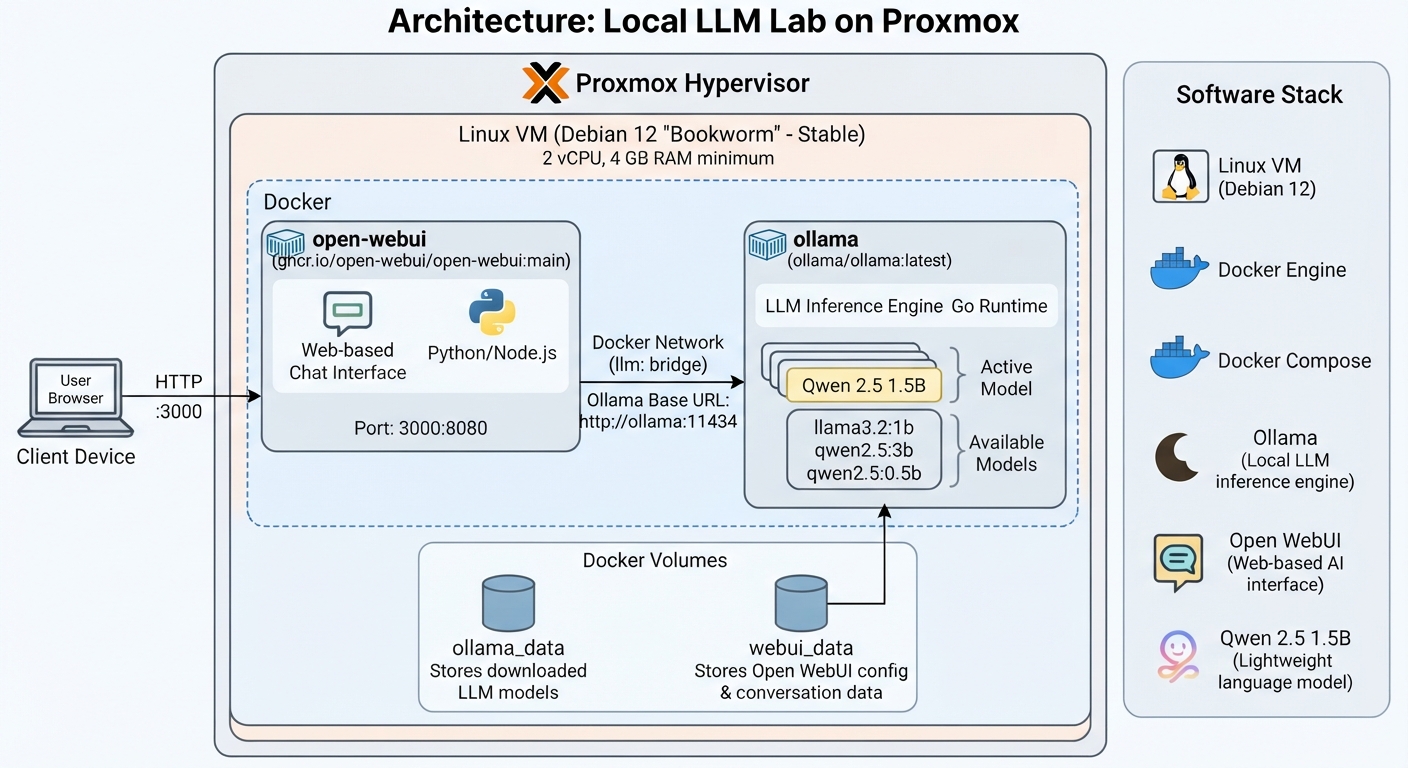 Architecture: Local LLM Lab on Proxmox
Proxmox Hypervisor
Linux VM (Debian 12 "Bookworm" - Stable)
2 vCPU, 4 GB RAM minimum
Docker
open-webui
(ghcr.io/open-webui/open-webui:main)
Web-based
Chat Interface
Python/Node.js
Port: 3000:8080
User
Browser
Client Device
HTTP
:3000
Docker Network
(llm: bridge)
Ollama Base URL:
http://ollama:11434
ollama
(ollama/ollama:latest)
LLM Inference Engine Go Runtime
Qwen 2.5 1.5B
Active
Model
llama3.2:1b
qwen2.5:3b
qwen2.5:0.5b
Available
Models
Docker Volumes
ollama_data
Stores downloaded
LLM models
webui_data
Stores Open WebUI config
& conversation data
Software Stack
Linux VM
(Debian 12)
Docker Engine
Docker Compose
Ollama
(Local LLM
inference engine)
Open WebUI
(Web-based AI
interface)
Qwen 2.5 1.5B
(Lightweight
language model)